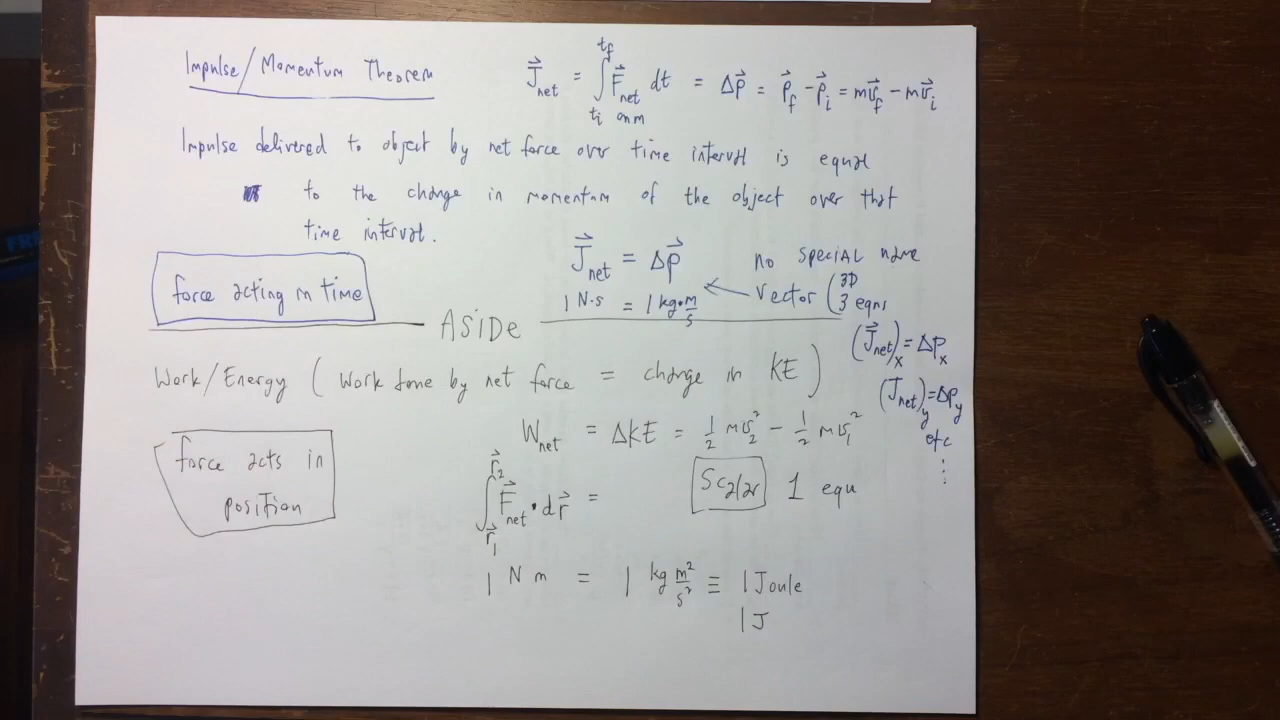 Impulse/Momentum Theorem
J⃗net = ∫ti^tf F⃗net on m dt = Δp⃗ = p⃗f - p⃗i = mv⃗f - mv⃗i
Impulse delivered to object by net force over time interval is equal
to the change in momentum of the object over that
time interval.
force acting in time
J⃗net = Δp⃗
1 N·s = 1 kg·m/s
no special name
Vector (3D
3 eqns
(J⃗net)x = Δpx
(Jnet)y = Δpy
etc
⋮
ASIDE
Work/Energy (Work done by net force = change in KE)
Wnet = ΔKE = 1/2 mv₂² - 1/2 mv₁²
force acts in
position
∫r⃗1^r⃗2 F⃗net · dr⃗ =
Scalar 1 eqn
1 N m = 1 kg m²/s² ≡ 1 Joule
1 J